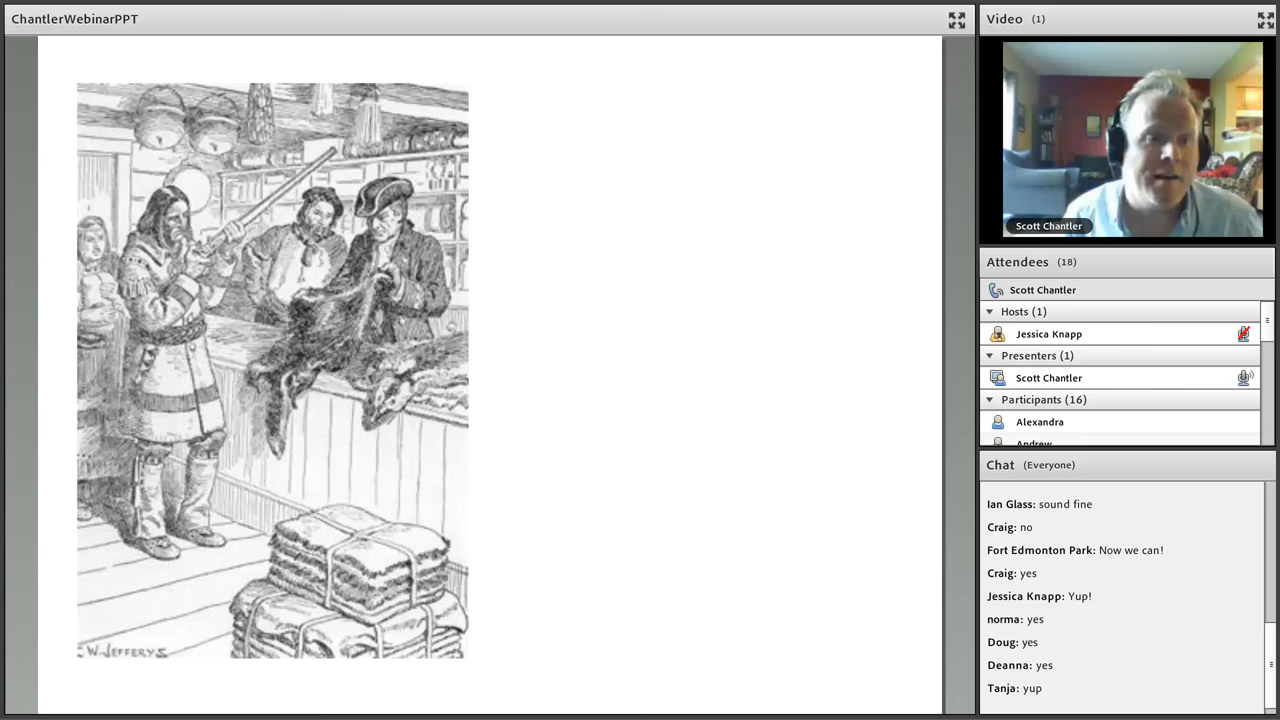 ChantlerWebinarPPT
C.W. JEFFERYS
Video (1)
Scott Chantler
Attendees (18)
Scott Chantler
Hosts (1)
Jessica Knapp
Presenters (1)
Scott Chantler
Participants (16)
Alexandra
Andrew
Chat (Everyone)
Ian Glass: sound fine
Craig: no
Fort Edmonton Park: Now we can!
Craig: yes
Jessica Knapp: Yup!
norma: yes
Doug: yes
Deanna: yes
Tanja: yup